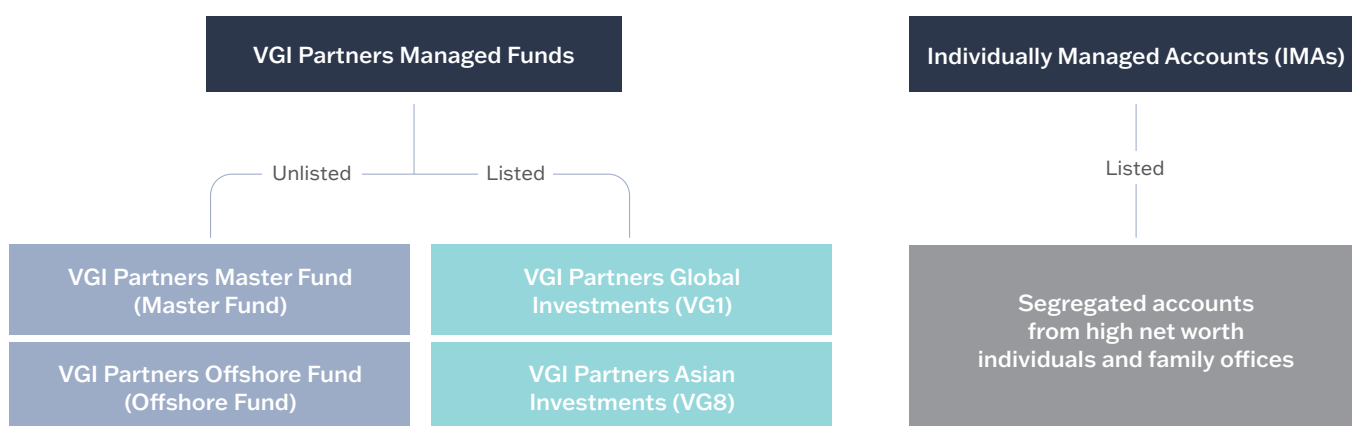 VGI Partners Managed Funds
Individually Managed Accounts (IMAs)
Unlisted
Listed
Listed
VGI Partners Master Fund
(Master Fund)
VGI Partners Global
Investments (VG1)
Segregated accounts
from high net worth
individuals and family offices
VGI Partners Offshore Fund
(Offshore Fund)
VGI Partners Asian
Investments (VG8)